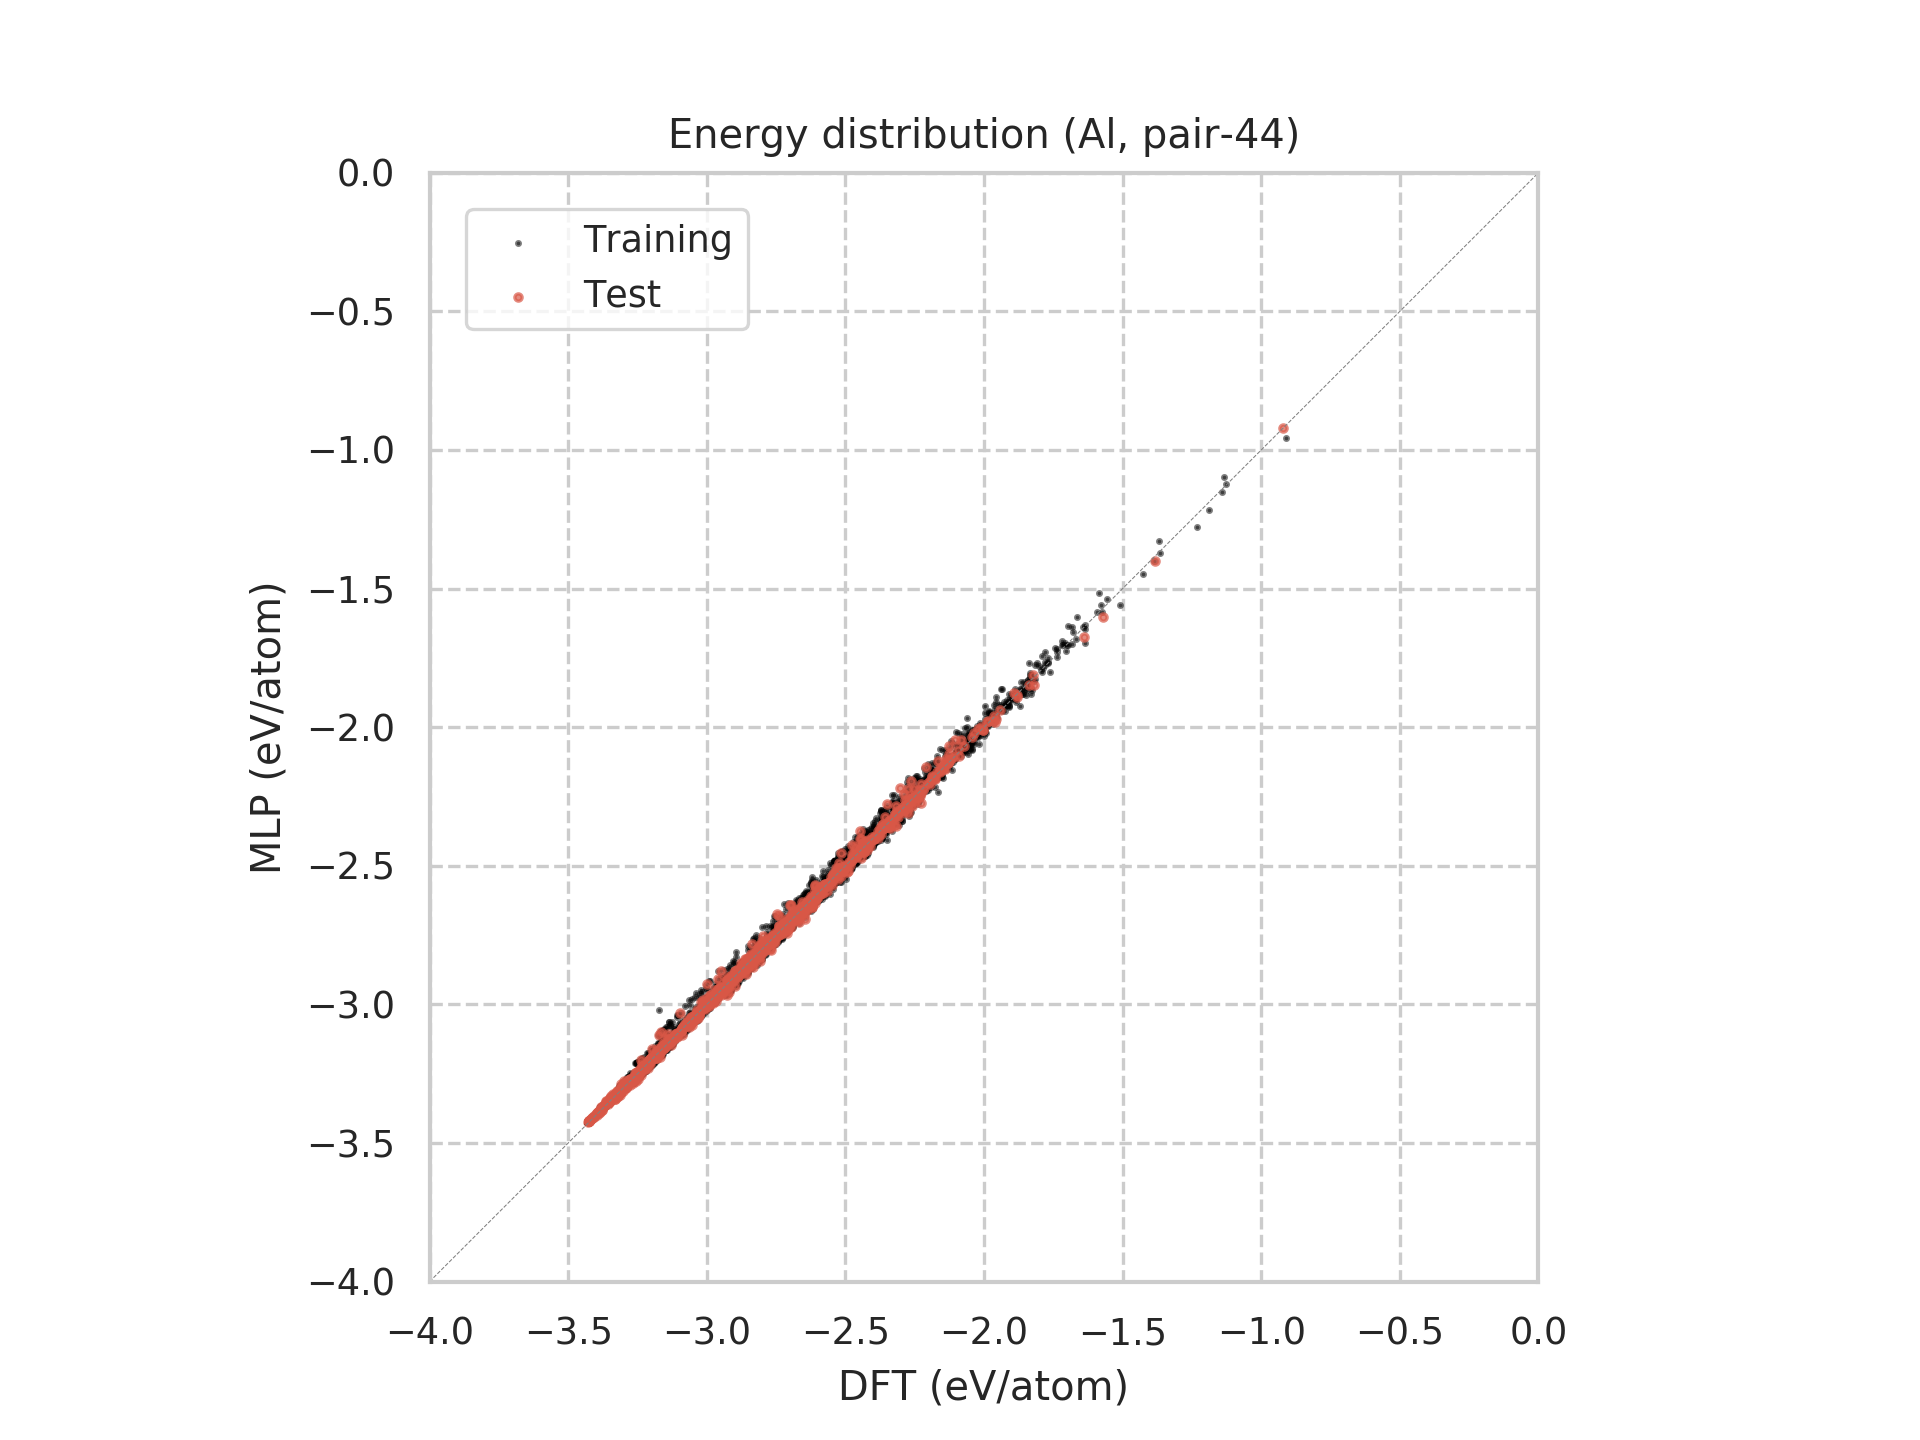 Energy distribution (Al, pair-44)
0.0
−0.5
−1.0
−1.5
−2.0
−2.5
−3.0
−3.5
−4.0
MLP (eV/atom)
Training
Test
−4.0 −3.5 −3.0 −2.5 −2.0 −1.5 −1.0 −0.5 0.0
DFT (eV/atom)